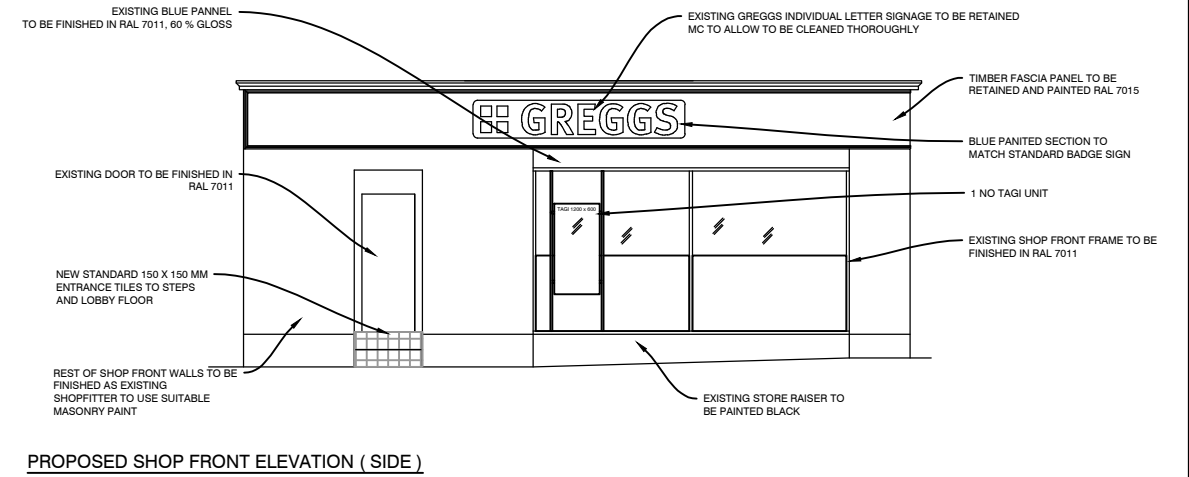 EXISTING BLUE PANNEL
TO BE FINISHED IN RAL 7011, 60 % GLOSS
EXISTING GREGGS INDIVIDUAL LETTER SIGNAGE TO BE RETAINED
MC TO ALLOW TO BE CLEANED THOROUGHLY
TIMBER FASCIA PANEL TO BE
RETAINED AND PAINTED RAL 7015
GREGGS
BLUE PANITED SECTION TO
MATCH STANDARD BADGE SIGN
EXISTING DOOR TO BE FINISHED IN
RAL 7011
1 NO TAGI UNIT
TAGI 1200 x 600
EXISTING SHOP FRONT FRAME TO BE
FINISHED IN RAL 7011
NEW STANDARD 150 X 150 MM
ENTRANCE TILES TO STEPS
AND LOBBY FLOOR
REST OF SHOP FRONT WALLS TO BE
FINISHED AS EXISTING
SHOPFITTER TO USE SUITABLE
MASONRY PAINT
EXISTING STORE RAISER TO
BE PAINTED BLACK
PROPOSED SHOP FRONT ELEVATION ( SIDE )